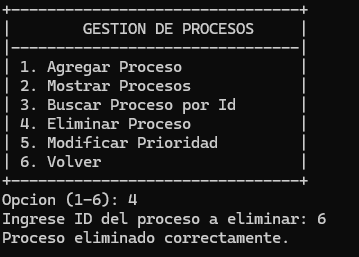 GESTION DE PROCESOS
1. Agregar Proceso
2. Mostrar Procesos
3. Buscar Proceso por Id
4. Eliminar Proceso
5. Modificar Prioridad
6. Volver
Opcion (1-6): 4
Ingrese ID del proceso a eliminar: 6
Proceso eliminado correctamente.